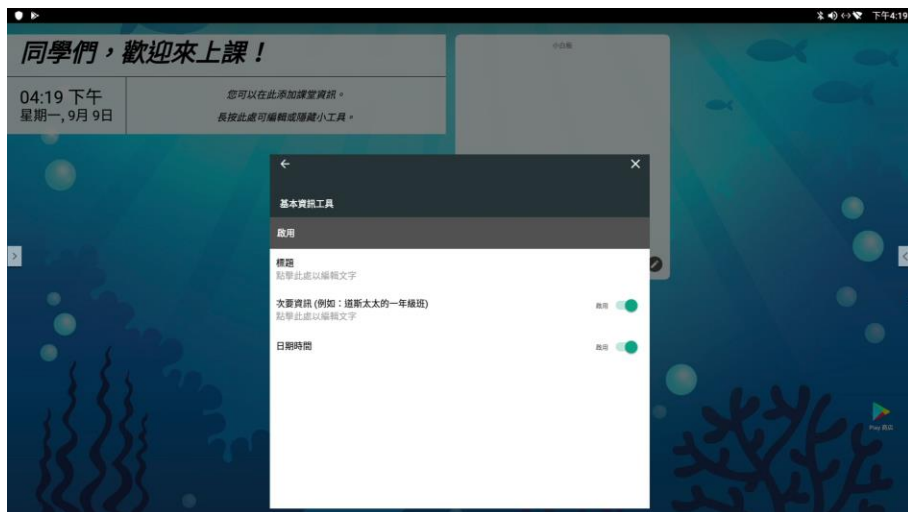 下午4:19
同學們，歡迎來上課！
04:19 下午
星期一, 9月 9日
您可以在此添加課堂資訊。
長按此處可編輯或隱藏小工具。
小白板
基本資訊工具
啟用
標題
點擊此處以編輯文字
次要資訊 (例如：道斯太太的一年級班)
點擊此處以編輯文字
啟用
日期時間
啟用
Play 商店